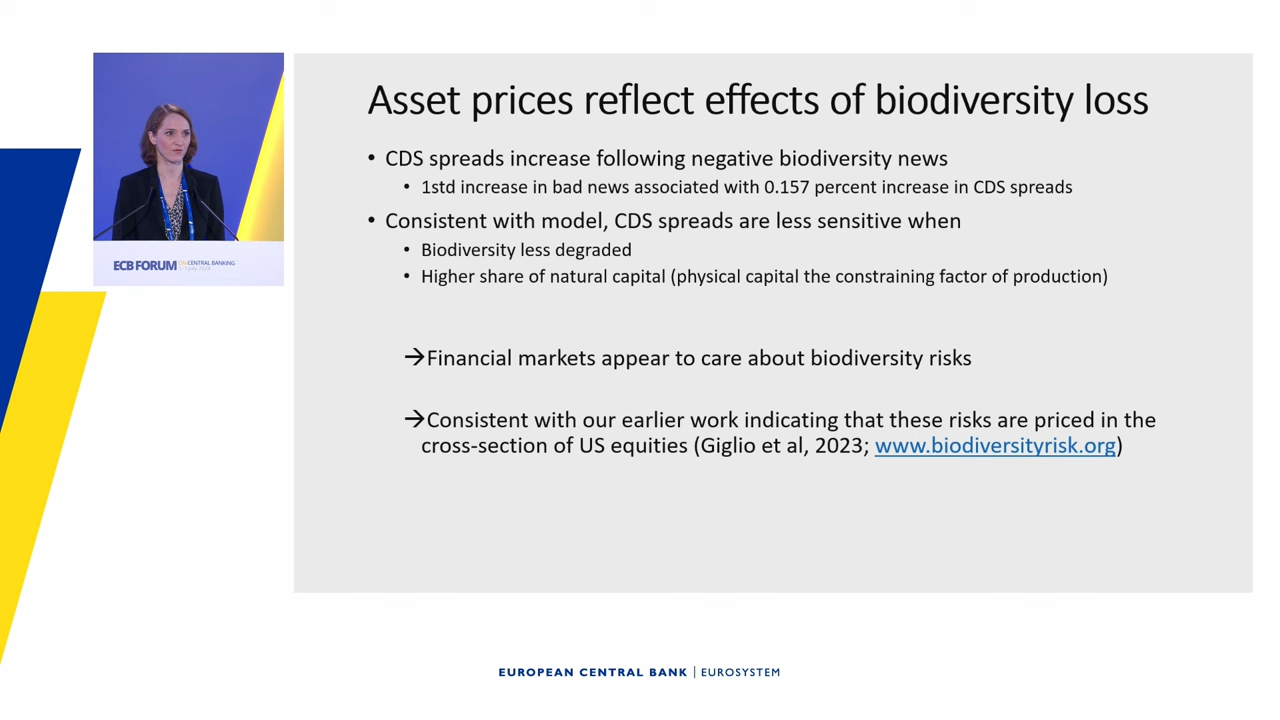 Asset prices reflect effects of biodiversity loss
• CDS spreads increase following negative biodiversity news
• 1std increase in bad news associated with 0.157 percent increase in CDS spreads
• Consistent with model, CDS spreads are less sensitive when
• Biodiversity less degraded
• Higher share of natural capital (physical capital the constraining factor of production)
→Financial markets appear to care about biodiversity risks
→Consistent with our earlier work indicating that these risks are priced in the
cross-section of US equities (Giglio et al, 2023; www.biodiversityrisk.org)
ECB FORUM ON CENTRAL BANKING
EUROPEAN CENTRAL BANK | EUROSYSTEM